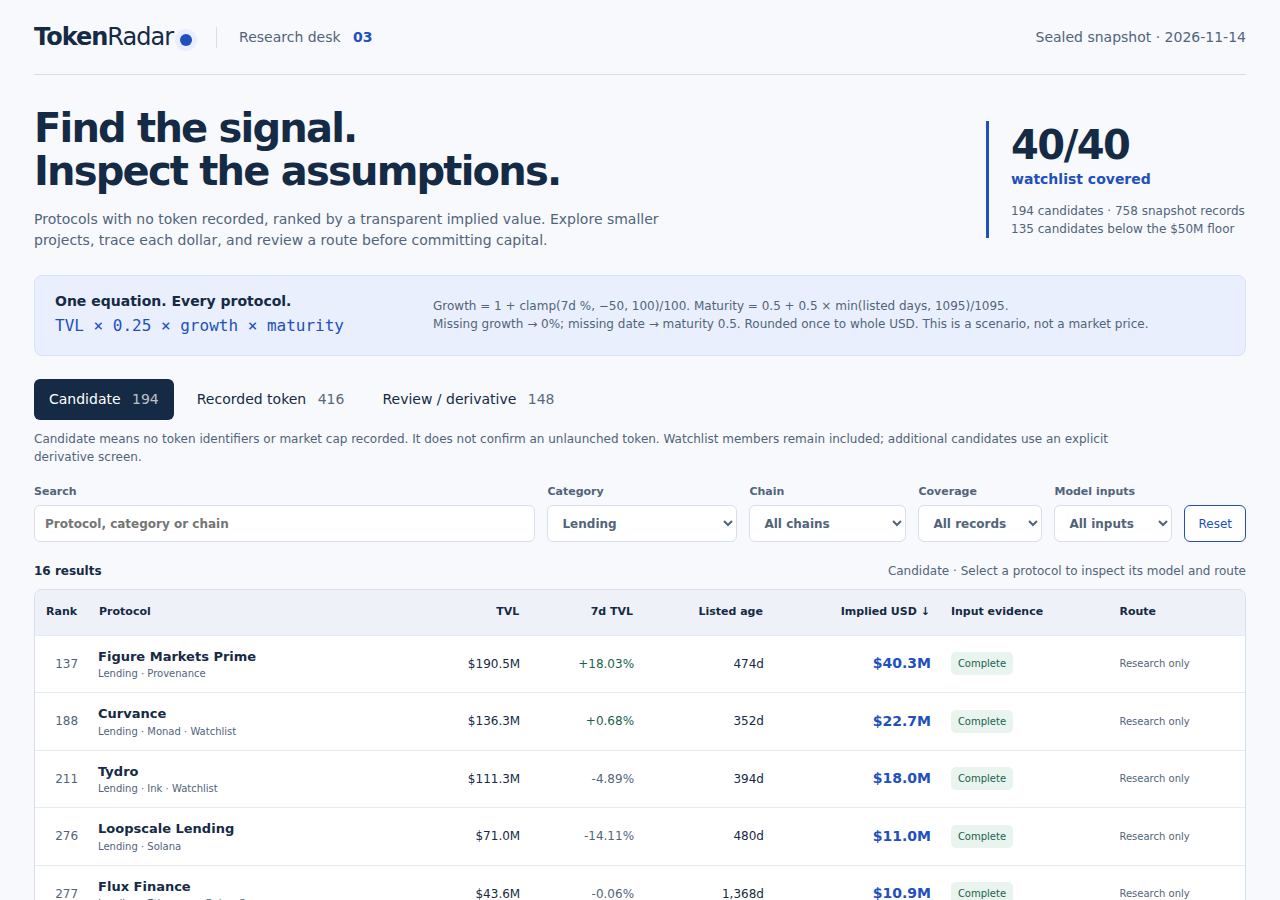 TokenRadar
Research desk 03
Sealed snapshot · 2026-11-14
Find the signal.
Inspect the assumptions.
Protocols with no token recorded, ranked by a transparent implied value. Explore smaller
projects, trace each dollar, and review a route before committing capital.
40/40
watchlist covered
194 candidates · 758 snapshot records
135 candidates below the $50M floor
One equation. Every protocol.
TVL × 0.25 × growth × maturity
Growth = 1 + clamp(7d %, −50, 100)/100. Maturity = 0.5 + 0.5 × min(listed days, 1095)/1095.
Missing growth → 0%; missing date → maturity 0.5. Rounded once to whole USD. This is a scenario, not a market price.
Candidate 194 Recorded token 416 Review / derivative 148
Candidate means no token identifiers or market cap recorded. It does not confirm an unlaunched token. Watchlist members remain included; additional candidates use an explicit
derivative screen.
Search Category Chain Coverage Model inputs
Protocol, category or chain Lending All chains All records All inputs Reset
16 results
Candidate · Select a protocol to inspect its model and route
Rank Protocol TVL 7d TVL Listed age Implied USD ↓ Input evidence Route
137 Figure Markets Prime $190.5M +18.03% 474d $40.3M Complete Research only
Lending · Provenance
188 Curvance $136.3M +0.68% 352d $22.7M Complete Research only
Lending · Monad · Watchlist
211 Tydro $111.3M -4.89% 394d $18.0M Complete Research only
Lending · Ink · Watchlist
276 Loopscale Lending $71.0M -14.11% 480d $11.0M Complete Research only
Lending · Solana
277 Flux Finance $43.6M -0.06% 1,368d $10.9M Complete Research only